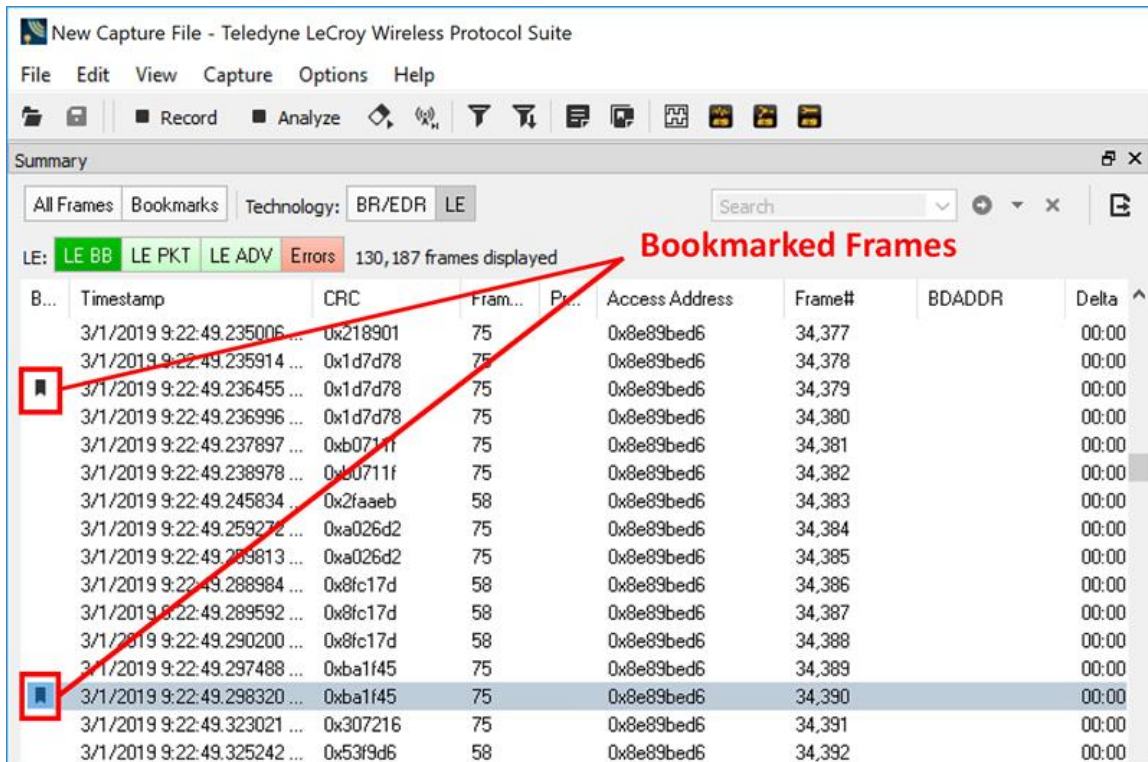 New Capture File - Teledyne LeCroy Wireless Protocol Suite
File Edit View Capture Options Help
Record Analyze
Summary
All Frames Bookmarks Technology: BR/EDR LE Search
LE: LE BB LE PKT LE ADV Errors 130,187 frames displayed
Bookmarked Frames
B... Timestamp CRC Fram... Pr... Access Address Frame# BDADDR Delta
3/1/2019 9:22:49.235006 ... 0x218901 75 0x8e89bed6 34,377 00:00
3/1/2019 9:22:49.235914 ... 0x1d7d78 75 0x8e89bed6 34,378 00:00
3/1/2019 9:22:49.236455 ... 0x1d7d78 75 0x8e89bed6 34,379 00:00
3/1/2019 9:22:49.236996 ... 0x1d7d78 75 0x8e89bed6 34,380 00:00
3/1/2019 9:22:49.237897 ... 0xb0711f 75 0x8e89bed6 34,381 00:00
3/1/2019 9:22:49.238978 ... 0xb0711f 75 0x8e89bed6 34,382 00:00
3/1/2019 9:22:49.245834 ... 0x2faaeb 58 0x8e89bed6 34,383 00:00
3/1/2019 9:22:49.259272 ... 0xa026d2 75 0x8e89bed6 34,384 00:00
3/1/2019 9:22:49.259813 ... 0xa026d2 75 0x8e89bed6 34,385 00:00
3/1/2019 9:22:49.288984 ... 0x8fc17d 58 0x8e89bed6 34,386 00:00
3/1/2019 9:22:49.289592 ... 0x8fc17d 58 0x8e89bed6 34,387 00:00
3/1/2019 9:22:49.290200 ... 0x8fc17d 58 0x8e89bed6 34,388 00:00
3/1/2019 9:22:49.297488 ... 0xba1f45 75 0x8e89bed6 34,389 00:00
3/1/2019 9:22:49.298320 ... 0xba1f45 75 0x8e89bed6 34,390 00:00
3/1/2019 9:22:49.323021 ... 0x307216 75 0x8e89bed6 34,391 00:00
3/1/2019 9:22:49.325242 ... 0x53f9d6 58 0x8e89bed6 34,392 00:00